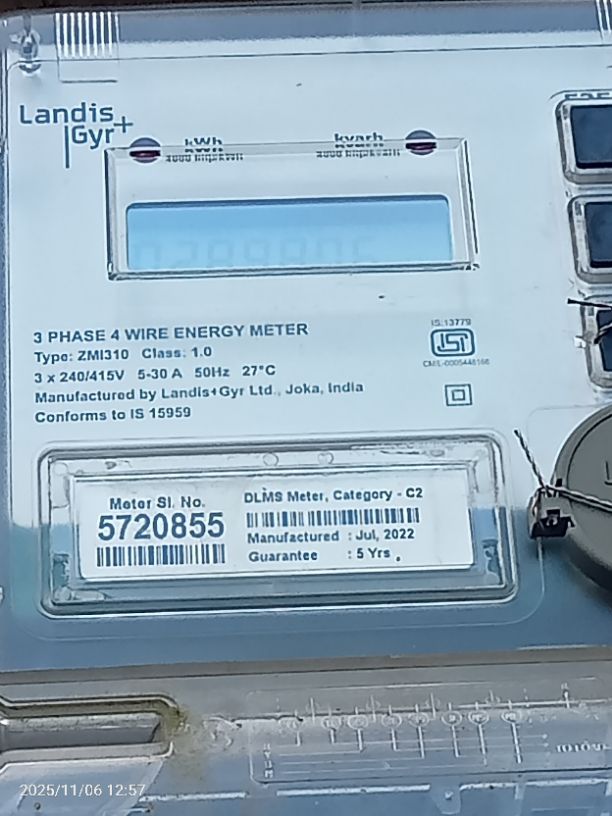 Landis
Gyr+
kWh
kvarh
3 PHASE 4 WIRE ENERGY METER
Type: ZMI310 Class: 1.0
3 x 240/415V 5-30 A 50Hz 27°C
Manufactured by Landis+Gyr Ltd., Joka, India
Conforms to IS 15959
IS:13779
ISI
Meter Sl. No.
5720855
DLMS Meter, Category - C2
Manufactured : Jul, 2022
Guarantee : 5 Yrs.
2025/11/06 12:57